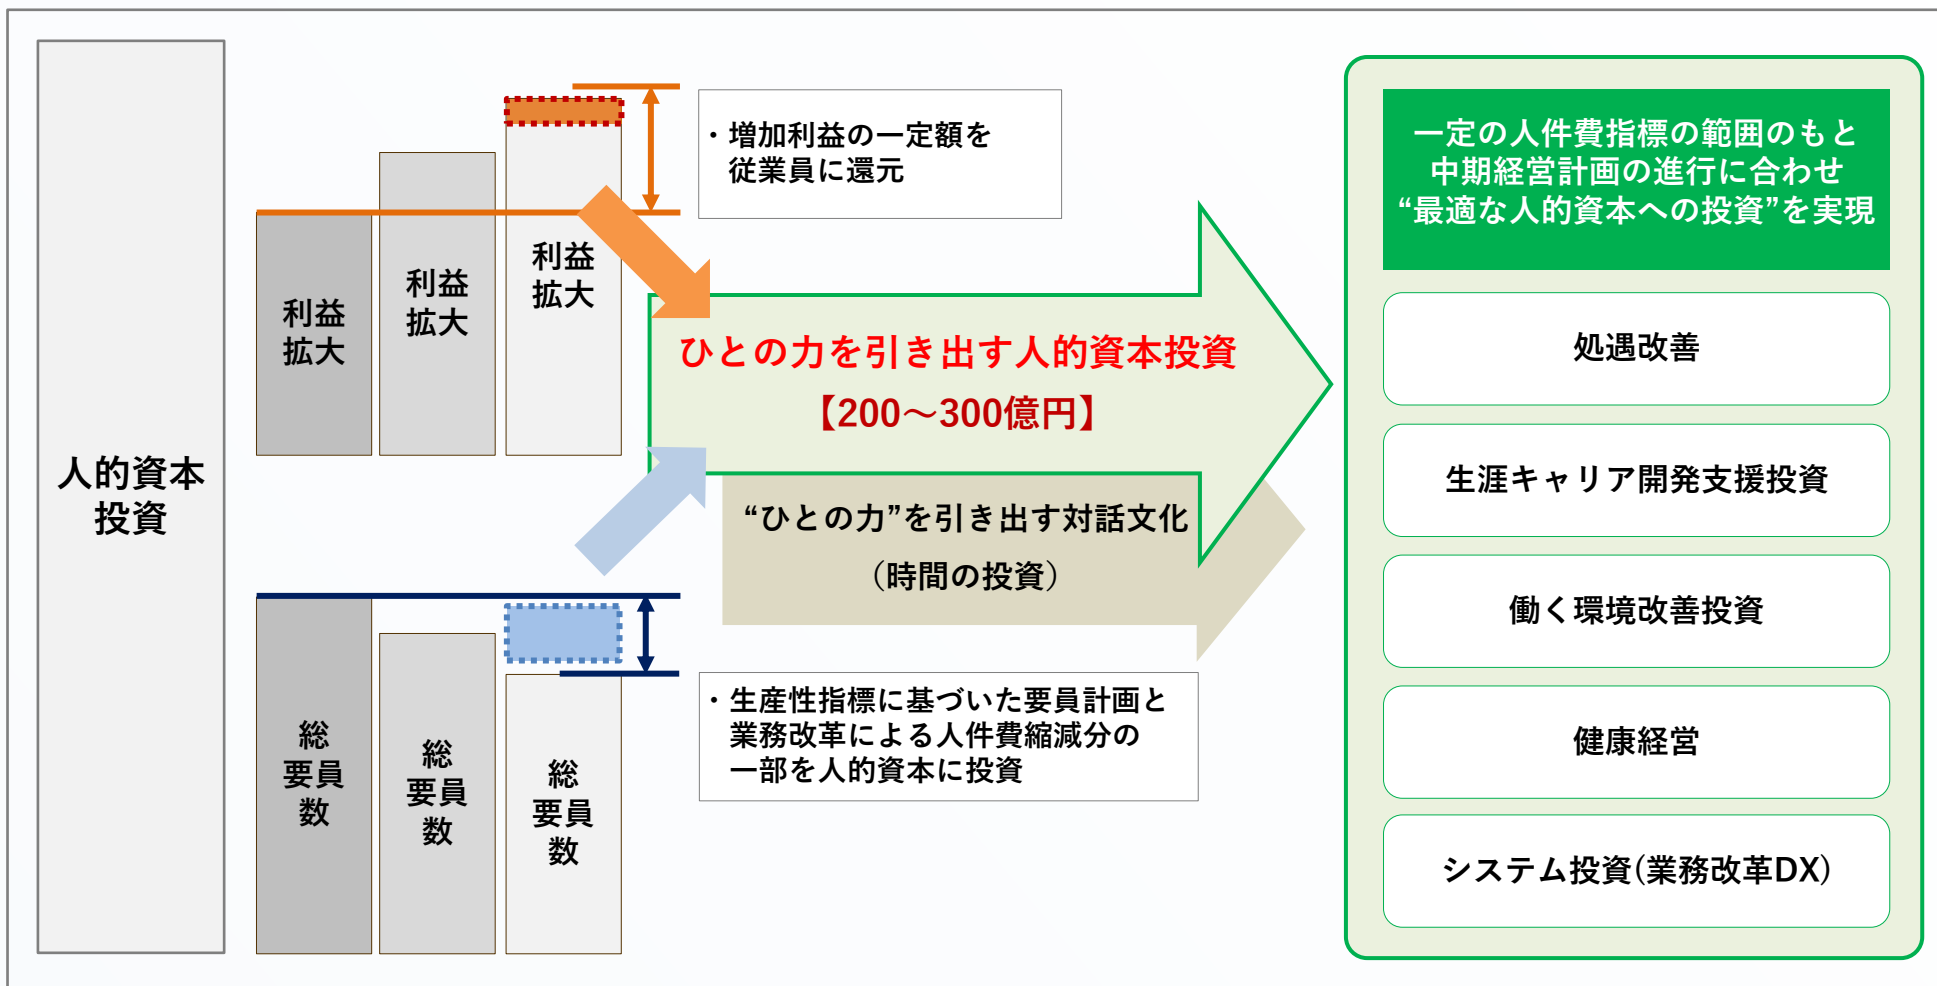 人的資本
投資
利益
拡大
利益
拡大
利益
拡大
・増加利益の一定額を
従業員に還元
ひとの力を引き出す人的資本投資
【200～300億円】
“ひとの力”を引き出す対話文化
（時間の投資）
総
要員
数
総
要員
数
総
要員
数
・生産性指標に基づいた要員計画と
業務改革による人件費縮減分の
一部を人的資本に投資
一定の人件費指標の範囲のもと
中期経営計画の進行に合わせ
“最適な人的資本への投資”を実現
処遇改善
生涯キャリア開発支援投資
働く環境改善投資
健康経営
システム投資(業務改革DX)